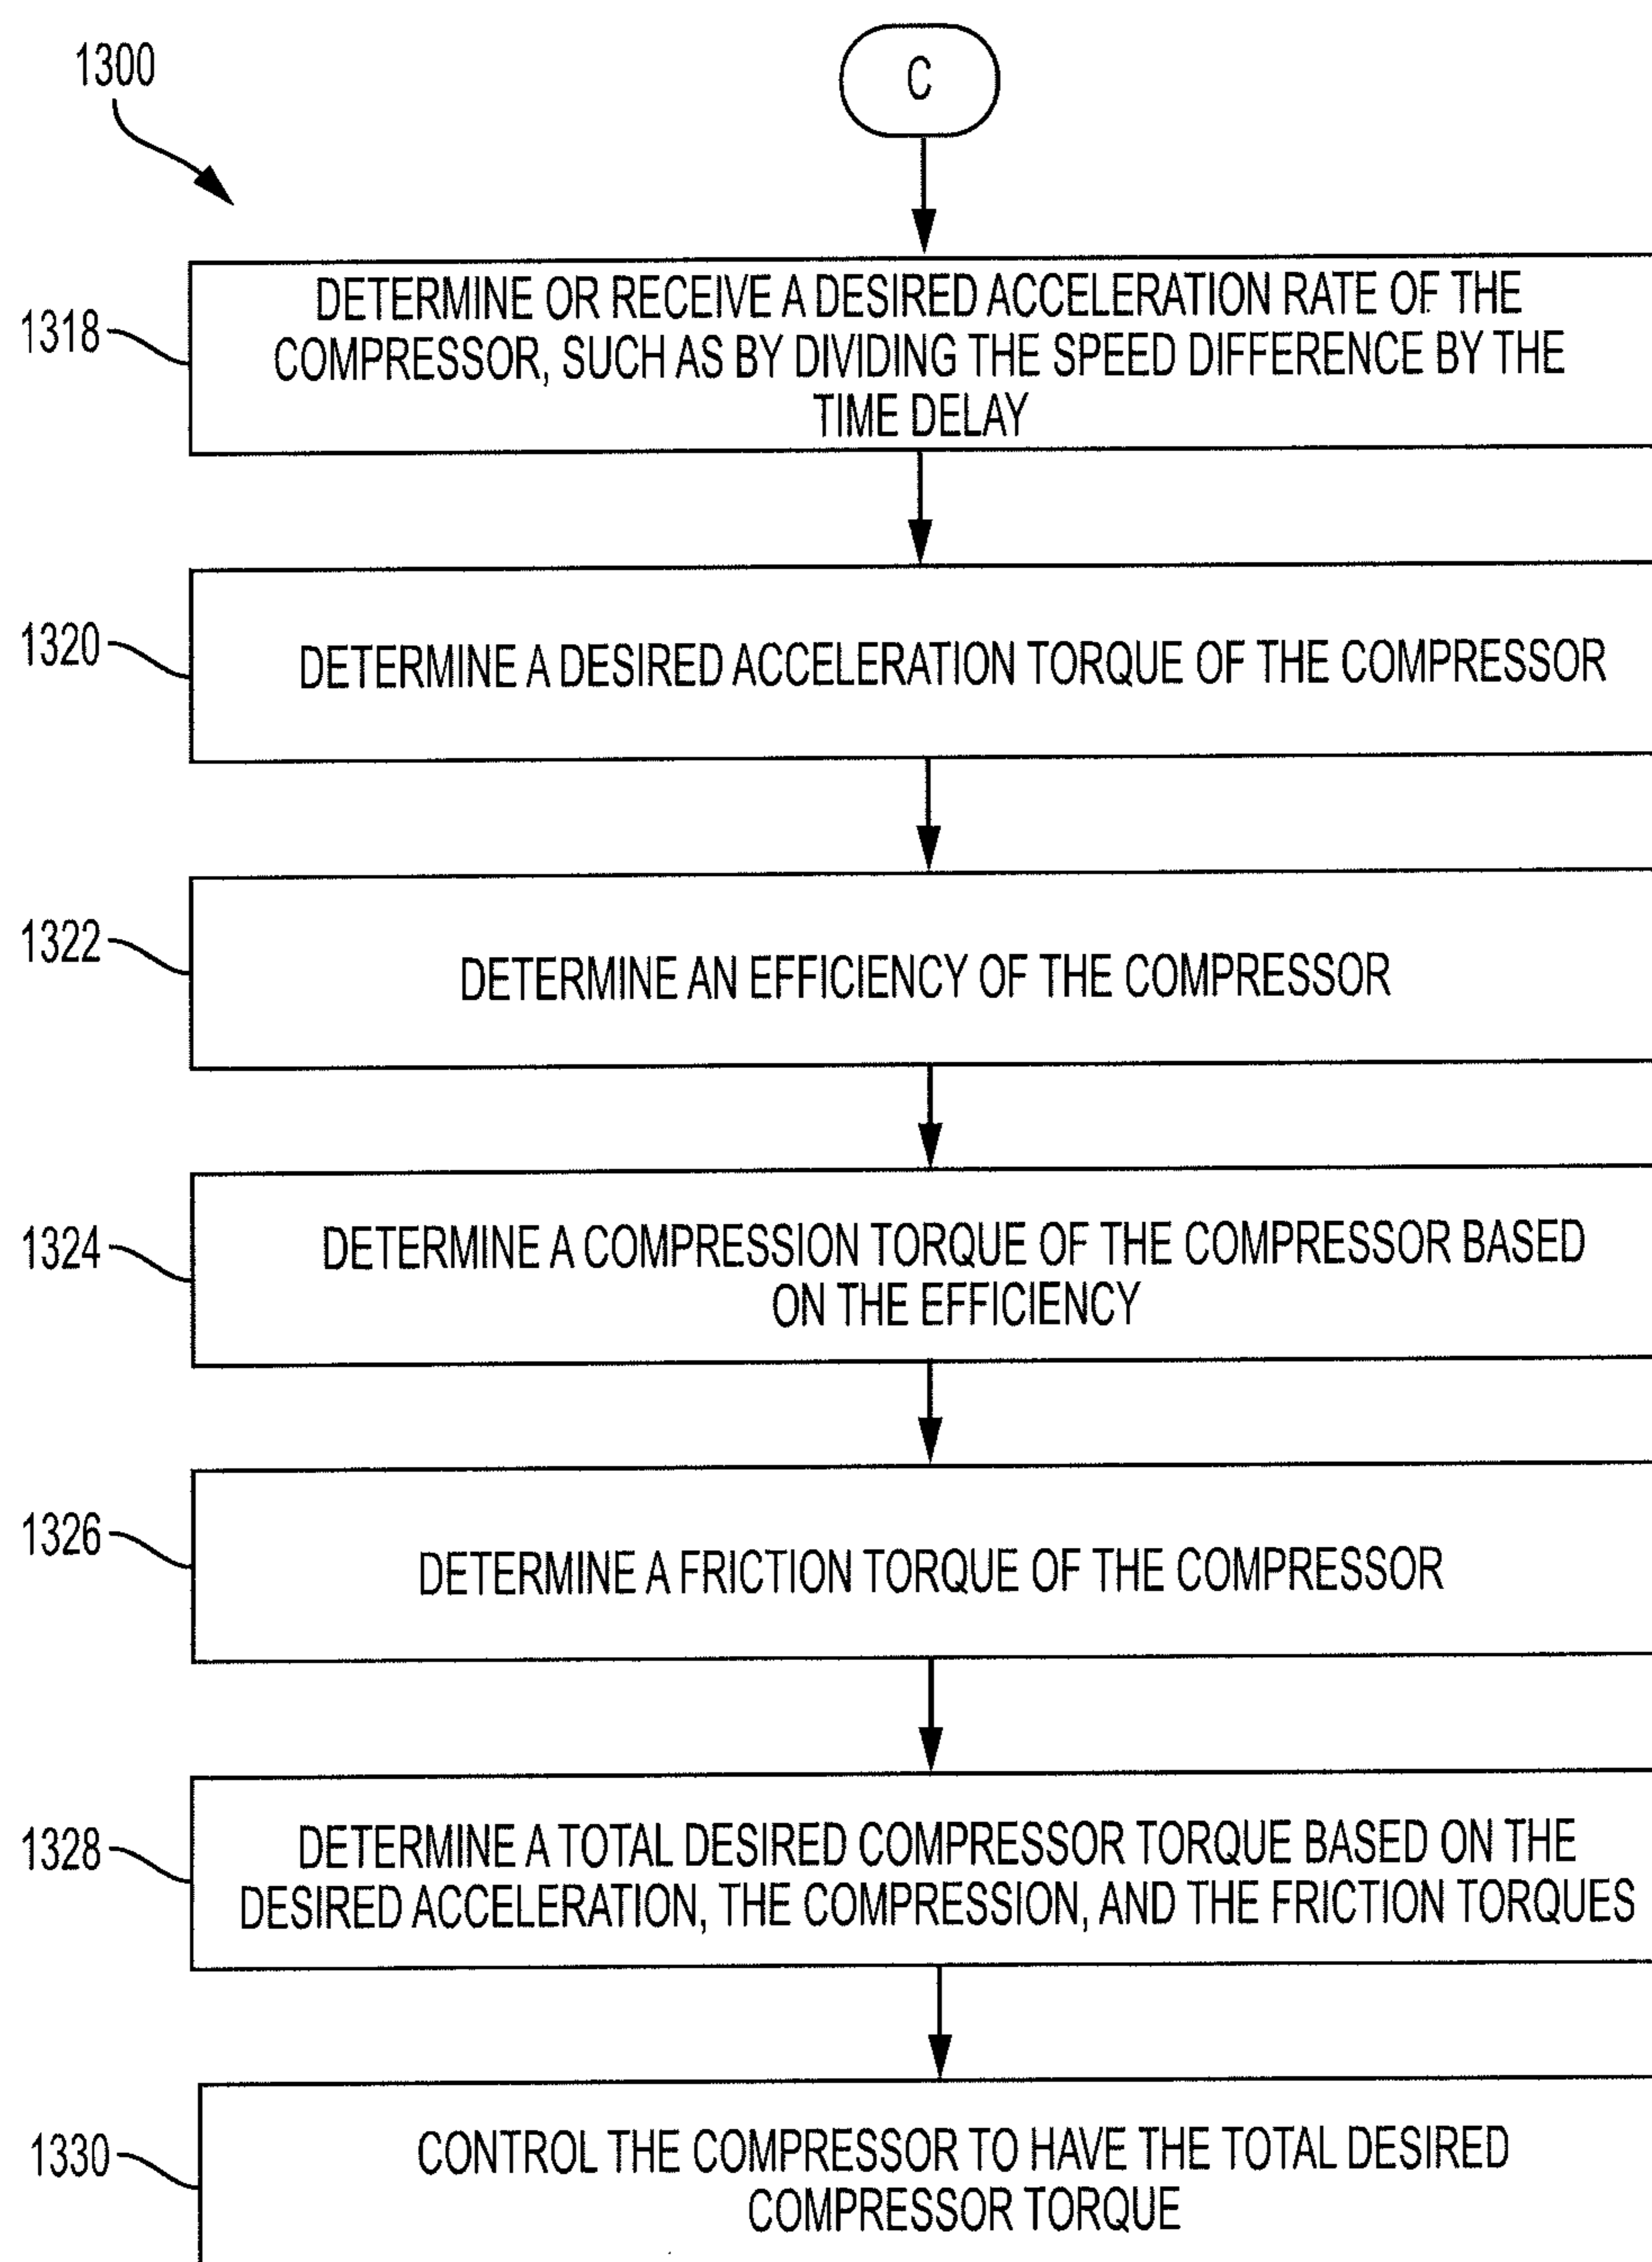 1300
C
1318
DETERMINE OR RECEIVE A DESIRED ACCELERATION RATE OF THE
COMPRESSOR, SUCH AS BY DIVIDING THE SPEED DIFFERENCE BY THE
TIME DELAY
1320
DETERMINE A DESIRED ACCELERATION TORQUE OF THE COMPRESSOR
1322
DETERMINE AN EFFICIENCY OF THE COMPRESSOR
1324
DETERMINE A COMPRESSION TORQUE OF THE COMPRESSOR BASED
ON THE EFFICIENCY
1326
DETERMINE A FRICTION TORQUE OF THE COMPRESSOR
1328
DETERMINE A TOTAL DESIRED COMPRESSOR TORQUE BASED ON THE
DESIRED ACCELERATION, THE COMPRESSION, AND THE FRICTION TORQUES
1330
CONTROL THE COMPRESSOR TO HAVE THE TOTAL DESIRED
COMPRESSOR TORQUE